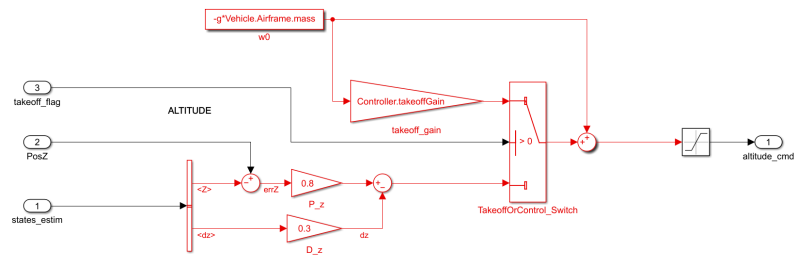 -g*Vehicle.Airframe.mass
w0
3
takeoff_flag
ALTITUDE
Controller.takeoffGain
takeoff_gain
> 0
2
PosZ
1
altitude_cmd
<Z>
errZ
0.8
P_z
TakeoffOrControl_Switch
1
states_estim
<dz>
0.3
dz
D_z